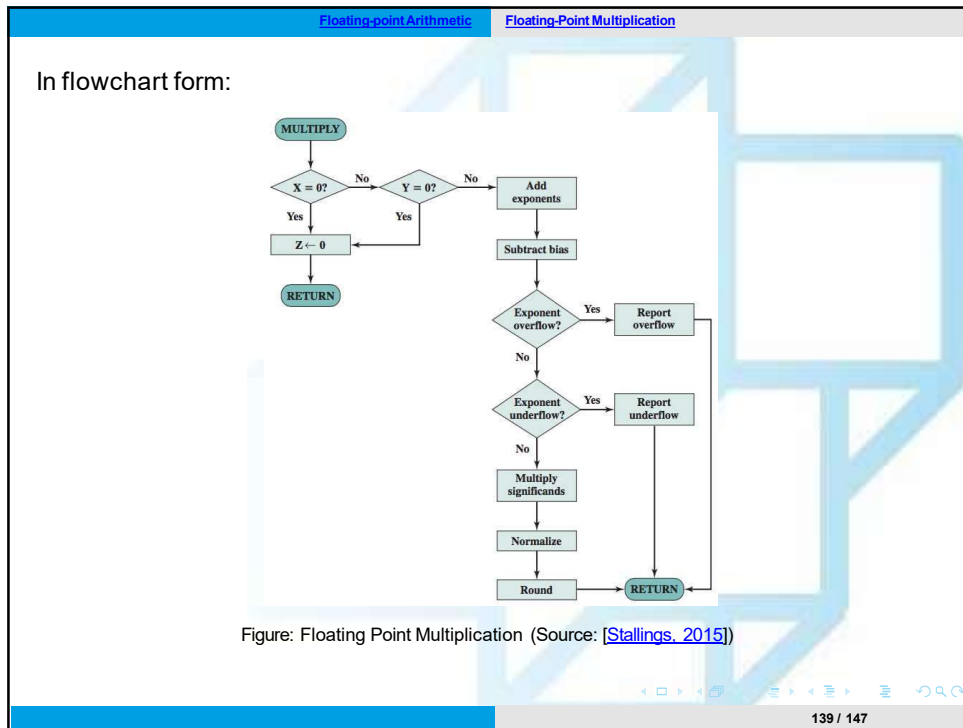 Floating-point Arithmetic Floating-Point Multiplication
In flowchart form:
MULTIPLY
X = 0?
No
Y = 0?
No
Add
exponents
Yes
Yes
Z ← 0
Subtract bias
RETURN
Exponent
overflow?
Yes
Report
overflow
No
Exponent
underflow?
Yes
Report
underflow
No
Multiply
significands
Normalize
Round
RETURN
Figure: Floating Point Multiplication (Source: [Stallings, 2015])
139 / 147